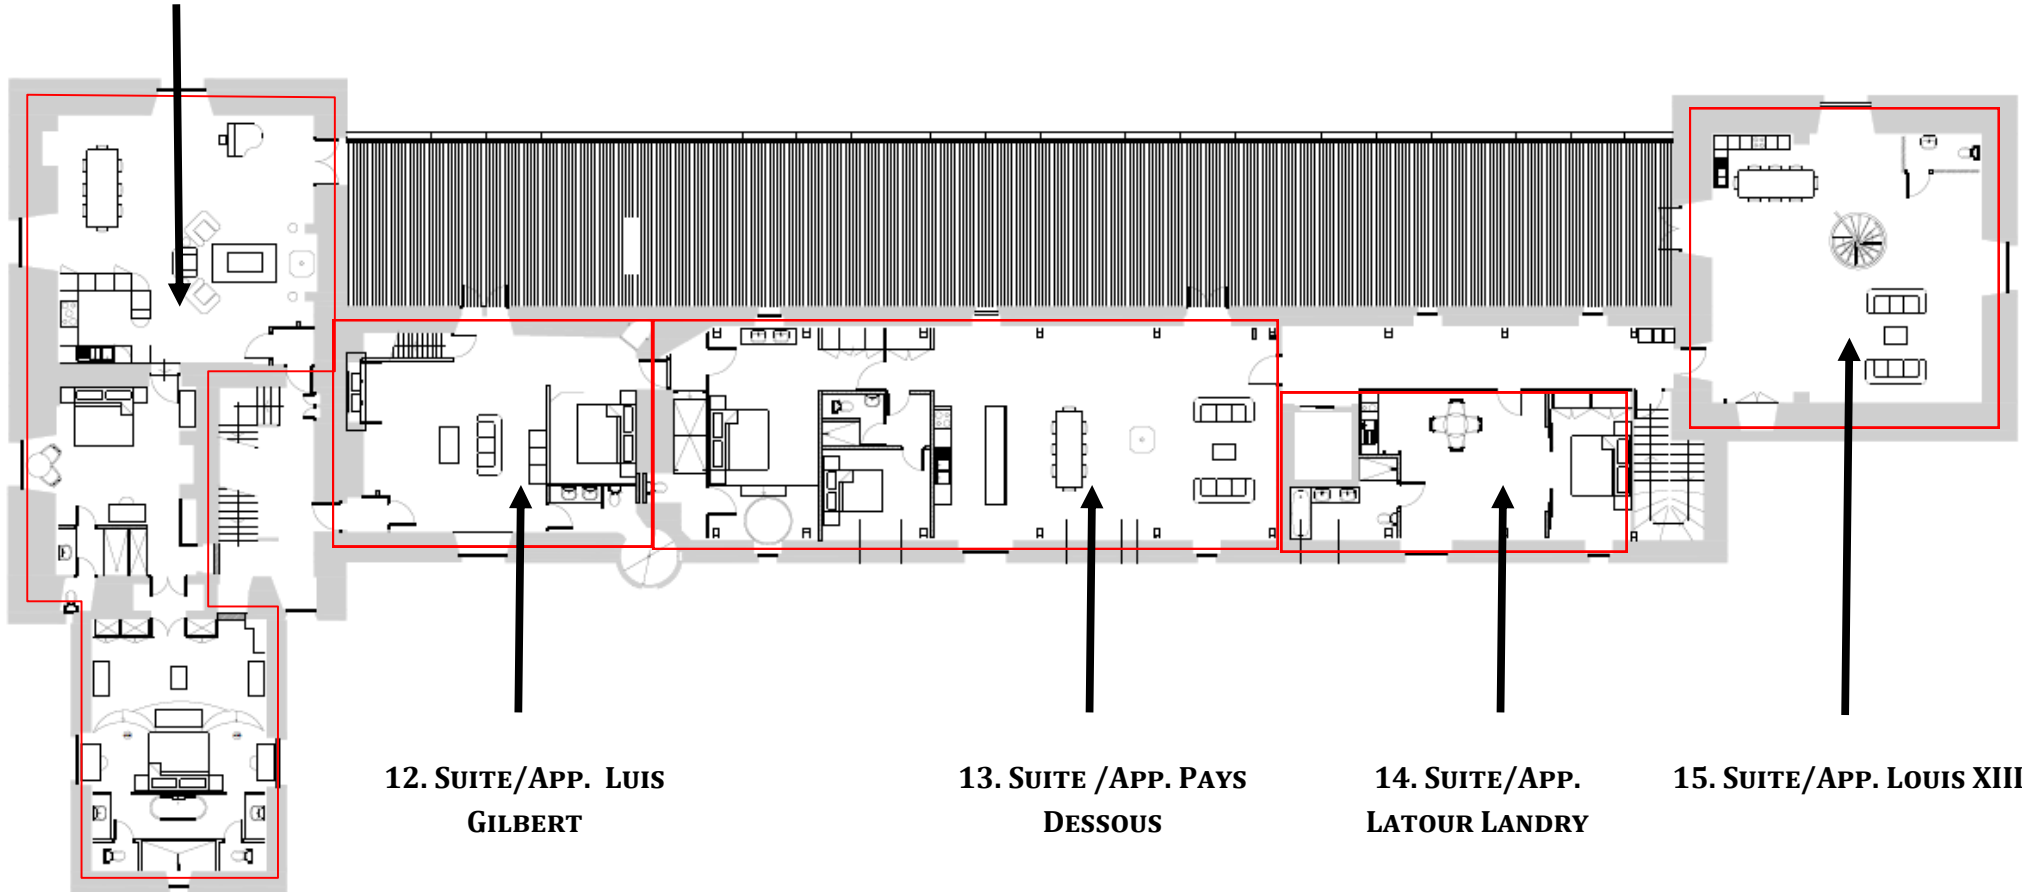 12. Suite/App. Luis
Gilbert
13. Suite /App. Pays
Dessous
14. Suite/App.
Latour Landry
15. Suite/App. Louis XIII